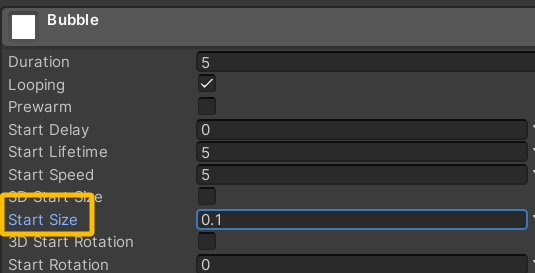 Bubble
Duration 5
Looping
Prewarm
Start Delay 0
Start Lifetime 5
Start Speed 5
3D Start Size
Start Size 0.1
3D Start Rotation
Start Rotation 0